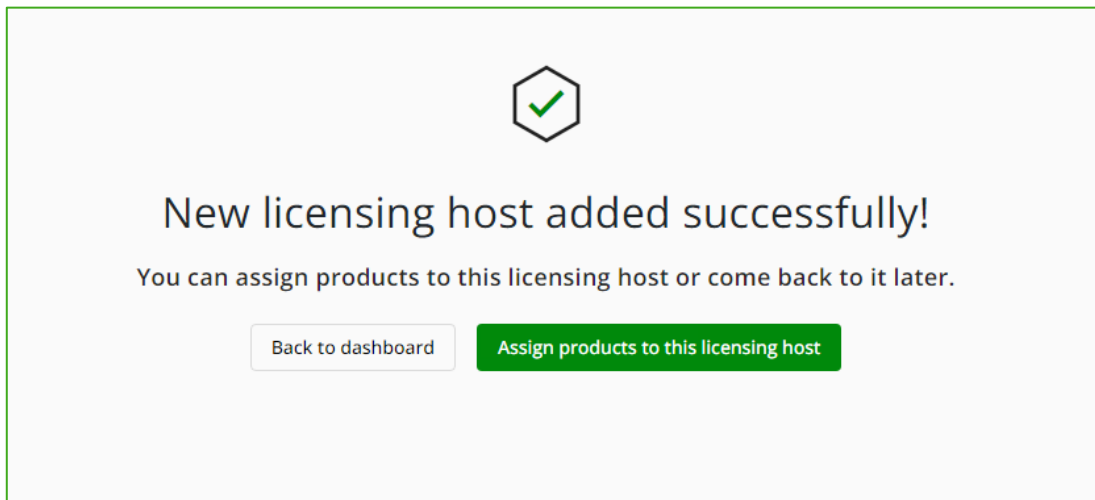 New licensing host added successfully!
You can assign products to this licensing host or come back to it later.
Back to dashboard
Assign products to this licensing host